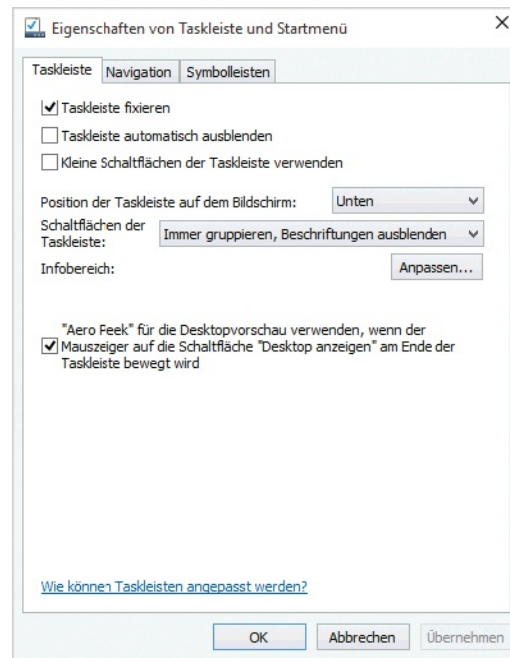 Eigenschaften von Taskleiste und Startmenü
Taskleiste Navigation Symbolleisten
Taskleiste fixieren
Taskleiste automatisch ausblenden
Kleine Schaltflächen der Taskleiste verwenden
Position der Taskleiste auf dem Bildschirm: Unten
Schaltflächen der
Taskleiste: Immer gruppieren, Beschriftungen ausblenden
Infobereich: Anpassen...
"Aero Feek" für die Desktopvorschau verwenden, wenn der
Mauszeiger auf die Schaltfläche "Desktop anzeigen" am Ende der
Taskleiste bewegt wird
Wie können Taskleisten angepasst werden?
OK Abbrechen Übernehmen